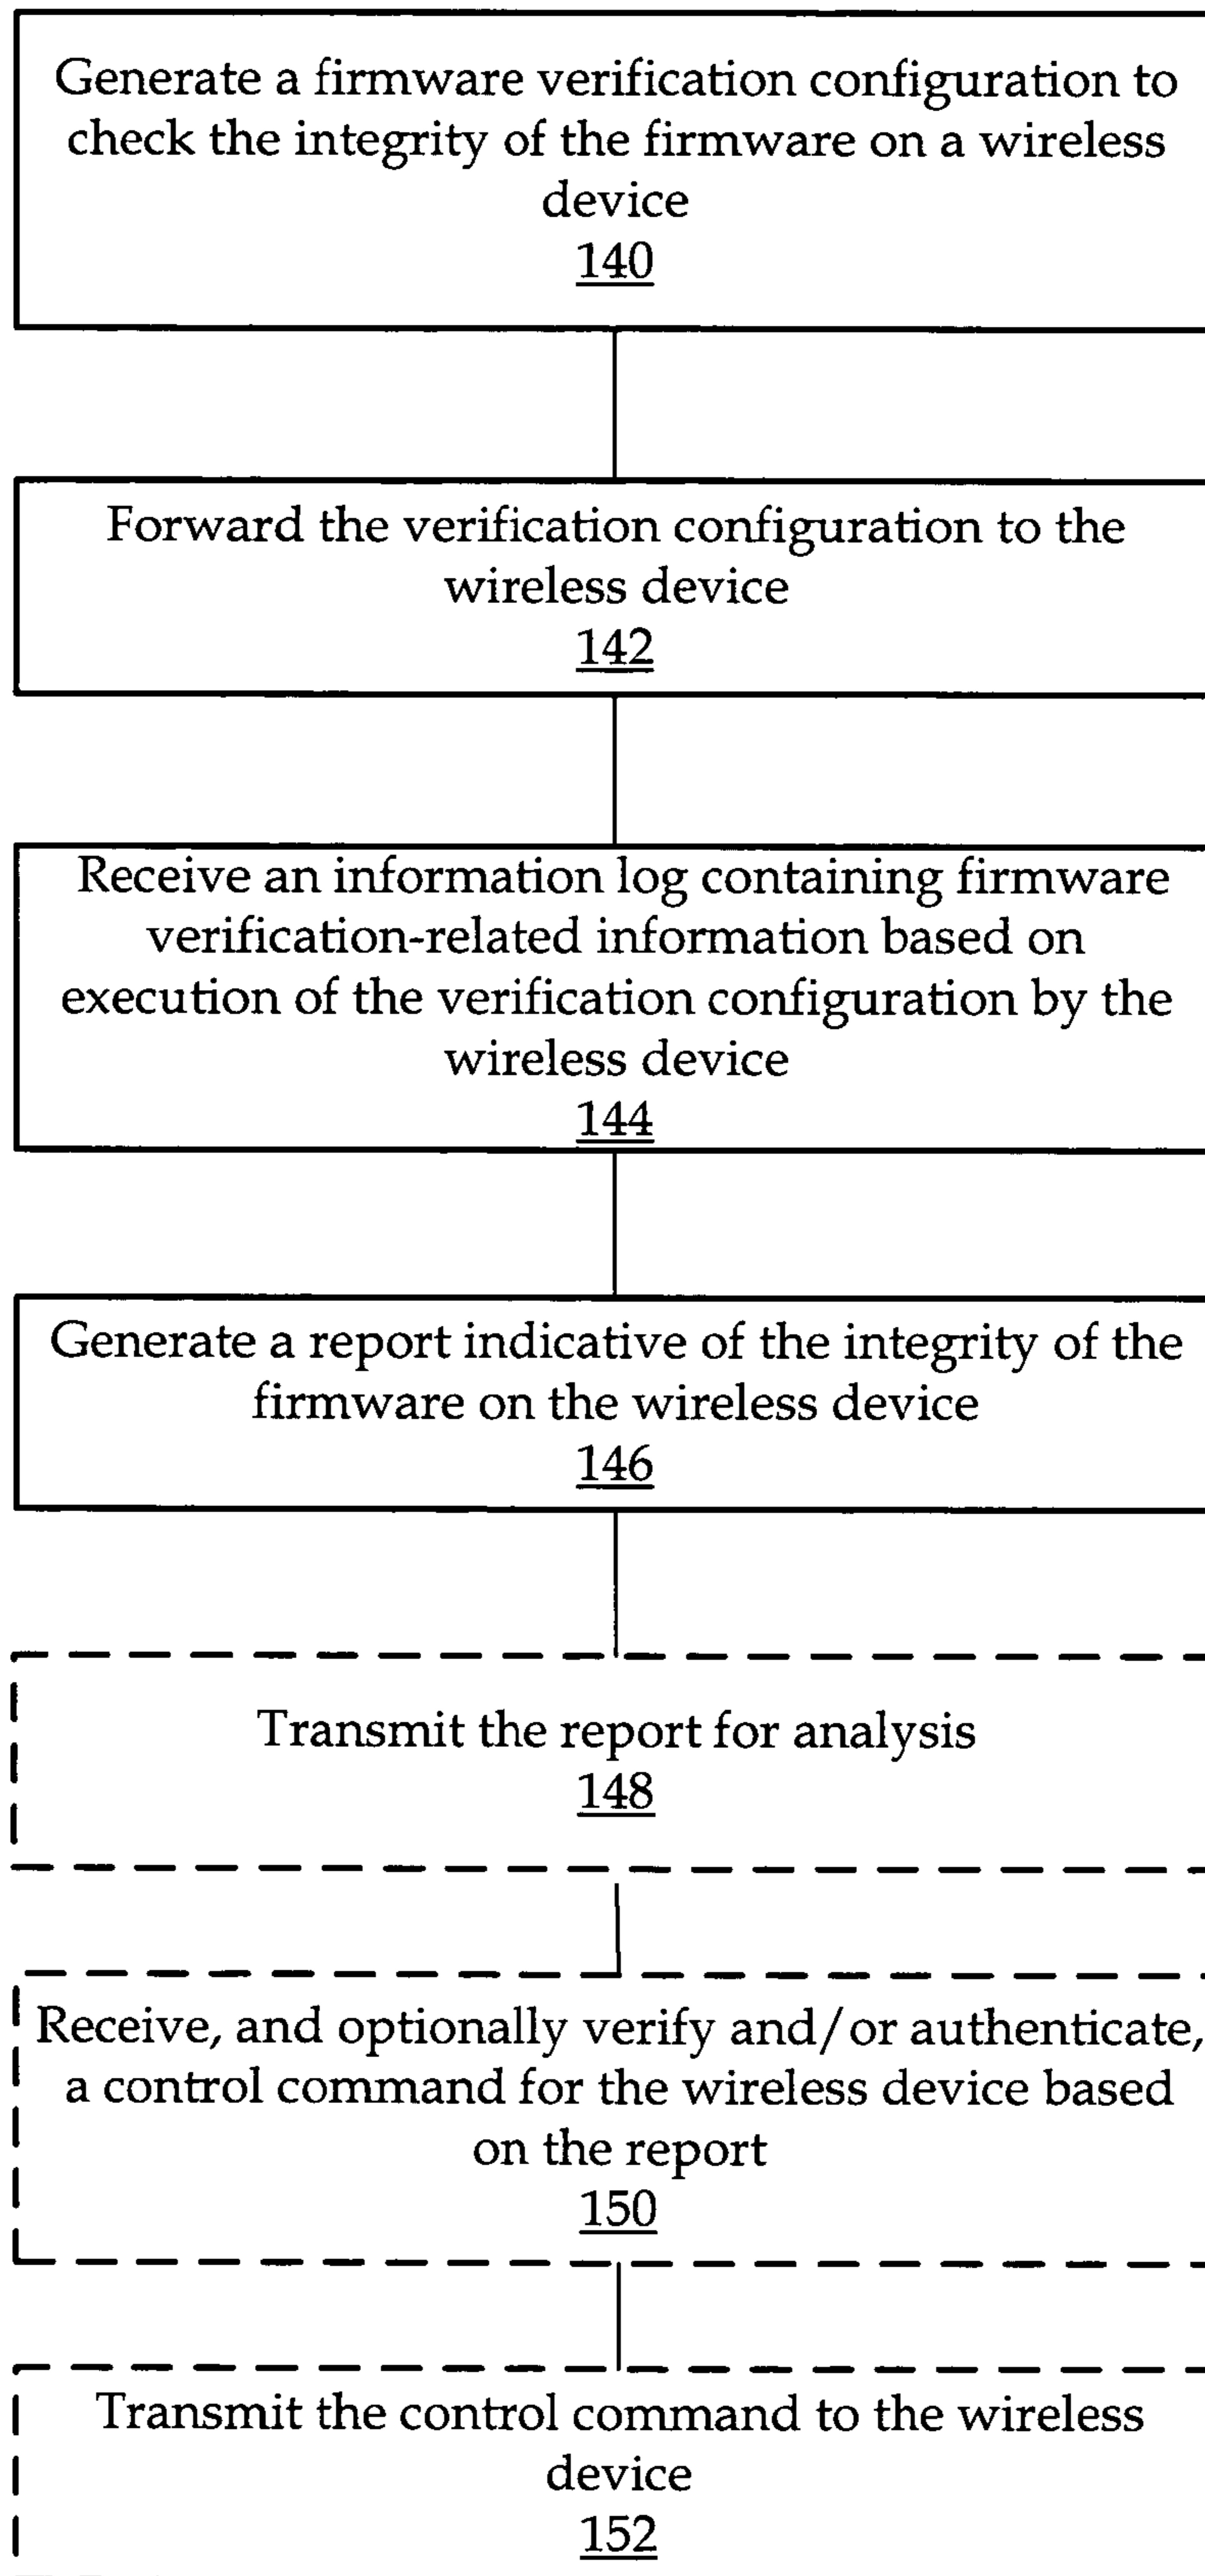 Generate a firmware verification configuration to
check the integrity of the firmware on a wireless
device
140
Forward the verification configuration to the
wireless device
142
Receive an information log containing firmware
verification-related information based on
execution of the verification configuration by the
wireless device
144
Generate a report indicative of the integrity of the
firmware on the wireless device
146
Transmit the report for analysis
148
Receive, and optionally verify and/or authenticate,
a control command for the wireless device based
on the report
150
Transmit the control command to the wireless
device
152